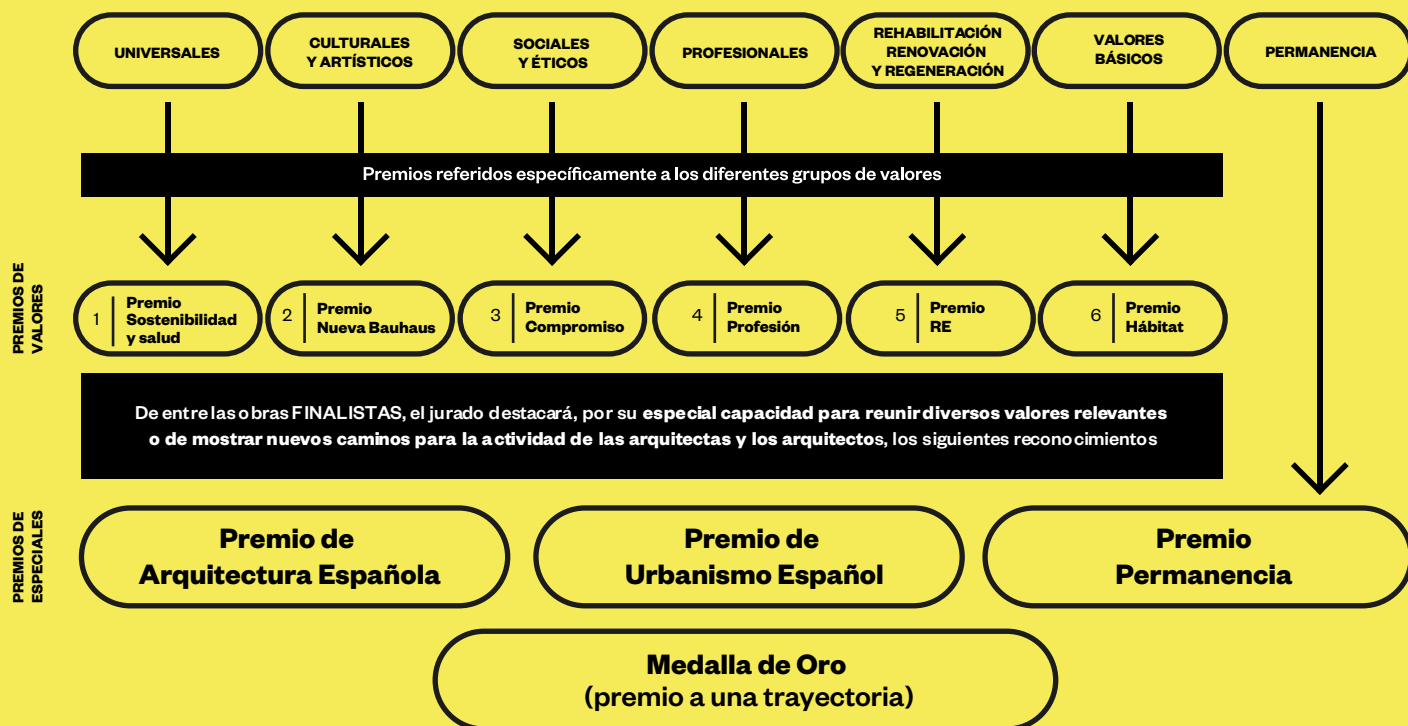 UNIVERSALES
CULTURALES
Y ARTÍSTICOS
SOCIALES
Y ÉTICOS
PROFESIONALES
REHABILITACIÓN
RENOVACIÓN
Y REGENERACIÓN
VALORES
BÁSICOS
PERMANENCIA
Premios referidos específicamente a los diferentes grupos de valores
PREMIOS DE
VALORES
1 Premio
Sostenibilidad
y salud
2 Premio
Nueva Bauhaus
3 Premio
Compromiso
4 Premio
Profesión
5 Premio
RE
6 Premio
Hábitat
De entre las obras FINALISTAS, el jurado destacará, por su especial capacidad para reunir diversos valores relevantes
o de mostrar nuevos caminos para la actividad de las arquitectas y los arquitectos, los siguientes reconocimientos
PREMIOS DE
ESPECIALES
Premio de
Arquitectura Española
Premio de
Urbanismo Español
Premio
Permanencia
Medalla de Oro
(premio a una trayectoria)